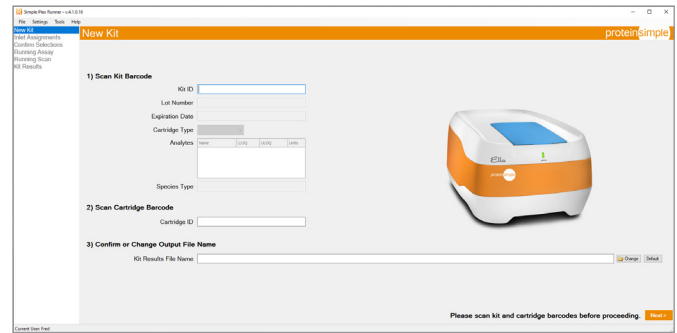 Simple Plex Runner - v.4.1.0.16
File Settings Tools Help
New Kit
Inlet Assignments
Confirm Selections
Running Assay
Running Scan
Kit Results
New Kit
proteinsimple
1) Scan Kit Barcode
Kit ID
Lot Number
Expiration Date
Cartridge Type
Analytes
Name LLOQ ULOQ Units
Species Type
2) Scan Cartridge Barcode
Cartridge ID
3) Confirm or Change Output File Name
Kit Results File Name
Change Default
Ella
proteinsimple
Please scan kit and cartridge barcodes before proceeding. Next >
Current User: Fred